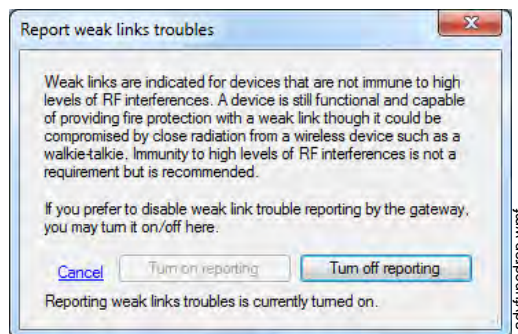 Report weak links troubles
Weak links are indicated for devices that are not immune to high
levels of RF interferences. A device is still functional and capable
of providing fire protection with a weak link though it could be
compromised by close radiation from a wireless device such as a
walkie-talkie. Immunity to high levels of RF interferences is not a
requirement but is recommended.
If you prefer to disable weak link trouble reporting by the gateway,
you may turn it on/off here.
Cancel Turn on reporting Turn off reporting
Reporting weak links troubles is currently turned on.